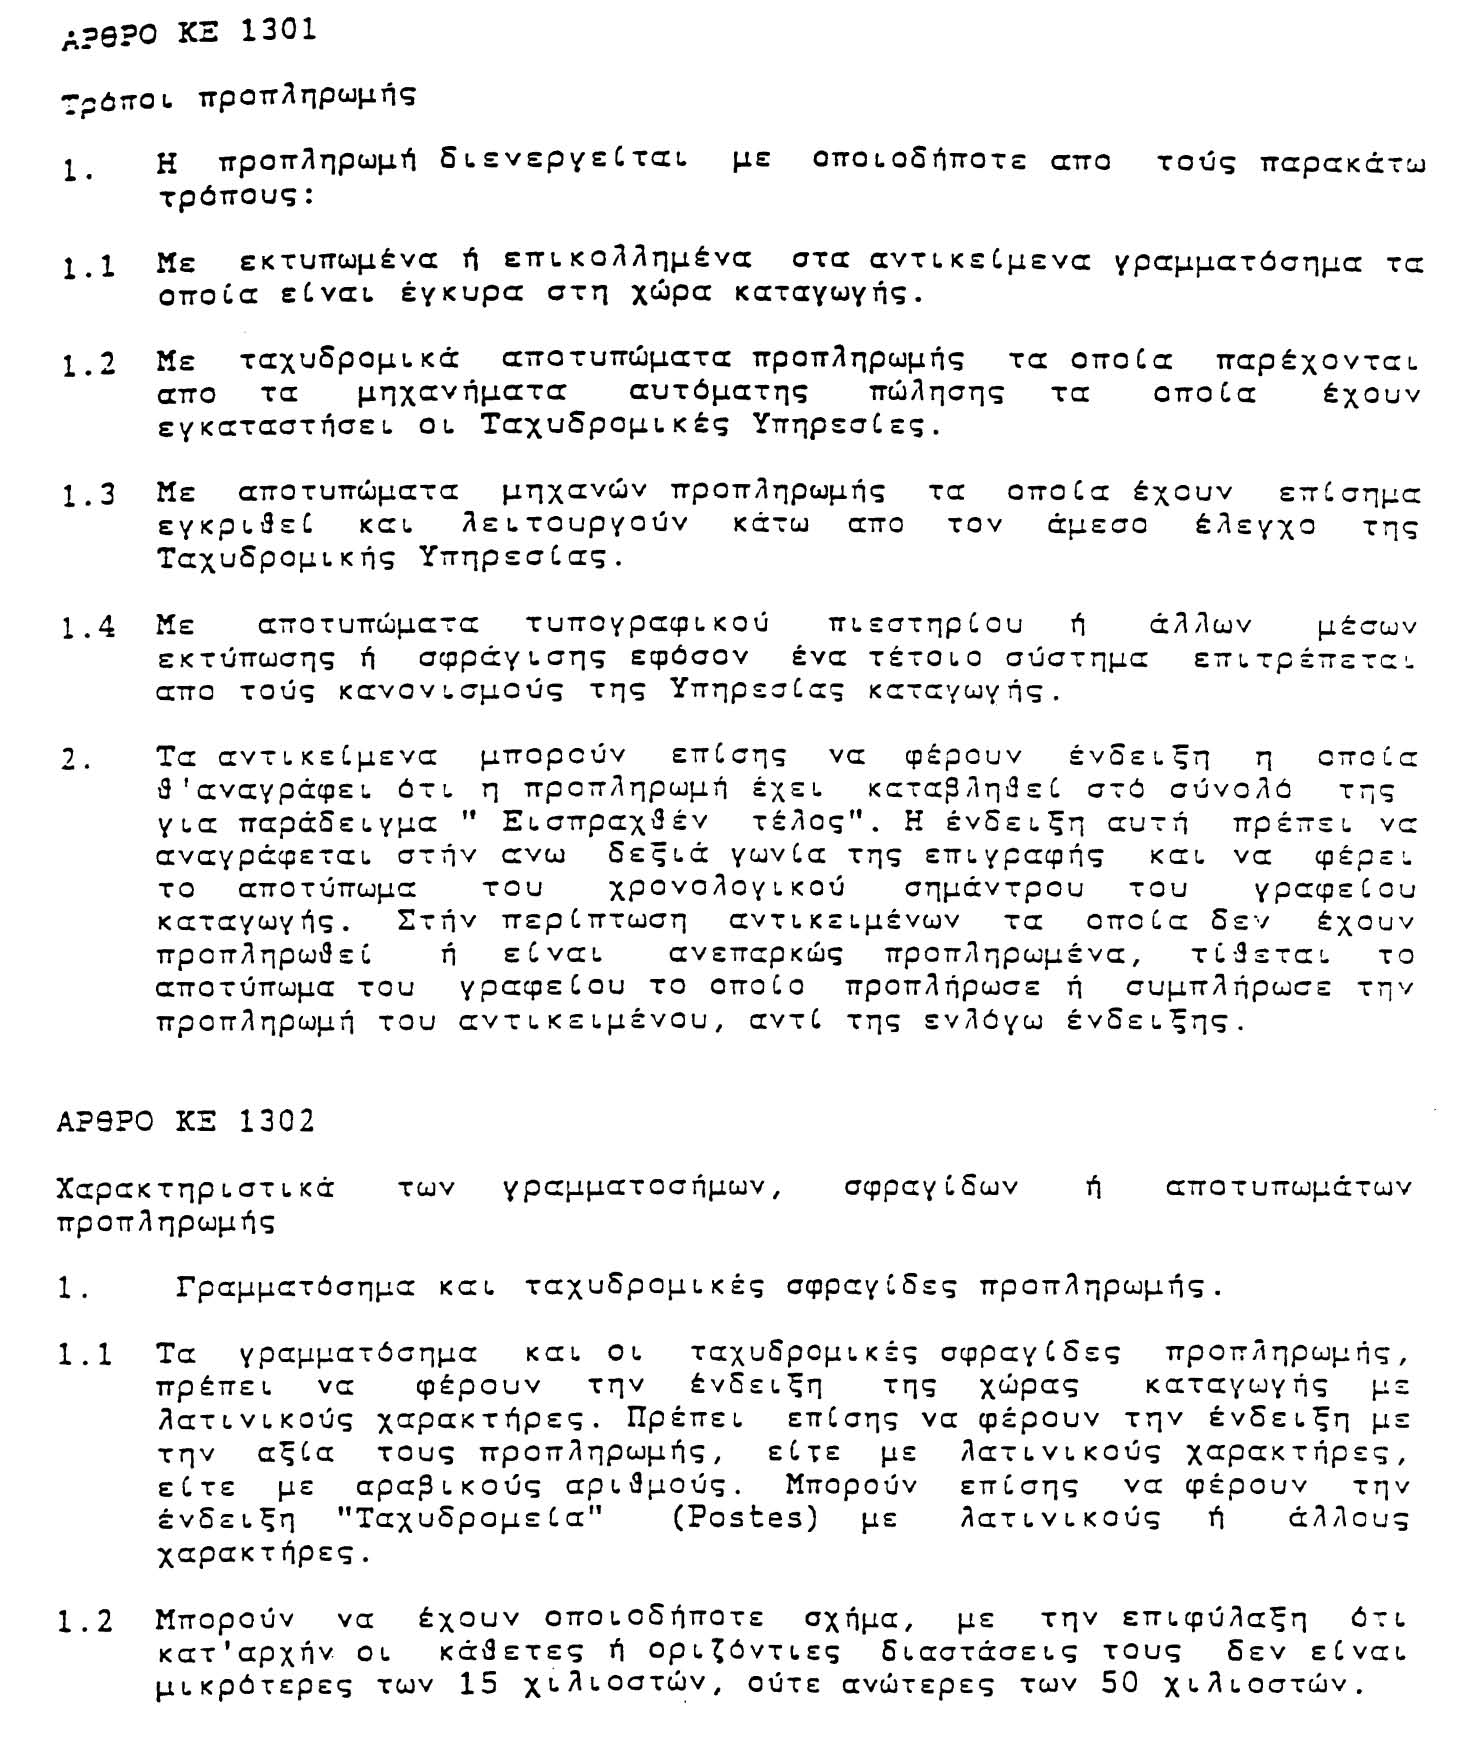 ΑΡΘΡΟ ΚΞ 1301
Τρόποι προπληρωμής
1. Η προπληρωμή διενεργείται με οποιοδήποτε απο τούς παρακάτω
τρόπους:
1.1 Με εκτυπωμένα ή επικολλημένα στα αντικείμενα γραμματόσημα τα
οποία είναι έγκυρα στη χώρα καταγωγής.
1.2 Με ταχυδρομικά αποτυπώματα προπληρωμής τα οποία παρέχονται
απο τα μηχανήματα αυτόματης πώλησης τα οποία έχουν
εγκαταστήσει οι Ταχυδρομικές Υπηρεσίες.
1.3 Με αποτυπώματα μηχανών προπληρωμής τα οποία έχουν επίσημα
εγκριθεί και λειτουργούν κάτω απο τον άμεσο έλεγχο της
Ταχυδρομικής Υπηρεσίας.
1.4 Με αποτυπώματα τυπογραφικού πιεστηρίου ή άλλων μέσων
εκτύπωσης ή σφράγισης εφόσον ένα τέτοιο σύστημα επιτρέπεται
απο τούς κανονισμούς της Υπηρεσίας καταγωγής.
2. Τα αντικείμενα μπορούν επίσης να φέρουν ένδειξη η οποία
θ'αναγράφει ότι η προπληρωμή έχει καταβληθεί στό σύνολό της
για παράδειγμα " Εισπραχθέν τέλος". Η ένδειξη αυτή πρέπει να
αναγράφεται στήν ανω δεξιά γωνία της επιγραφής και να φέρει
το αποτύπωμα του χρονολογικού σημάντρου του γραφείου
καταγωγής. Στήν περίπτωση αντικειμένων τα οποία δεν έχουν
προπληρωθεί ή είναι ανεπαρκώς προπληρωμένα, τίθεται το
αποτύπωμα του γραφείου το οποίο προπλήρωσε ή συμπλήρωσε την
προπληρωμή του αντικειμένου, αντί της ενλόγω ένδειξης.
ΑΡΘΡΟ ΚΞ 1302
Χαρακτηριστικά των γραμματοσήμων, σφραγίδων ή αποτυπωμάτων
προπληρωμής
1. Γραμματόσημα και ταχυδρομικές σφραγίδες προπληρωμής.
1.1 Τα γραμματόσημα και οι ταχυδρομικές σφραγίδες προπληρωμής,
πρέπει να φέρουν την ένδειξη της χώρας καταγωγής με
λατινικούς χαρακτήρες. Πρέπει επίσης να φέρουν την ένδειξη με
την αξία τους προπληρωμής, είτε με λατινικούς χαρακτήρες,
είτε με αραβικούς αριθμούς. Μπορούν επίσης να φέρουν την
ένδειξη "Ταχυδρομεία" (Postes) με λατινικούς ή άλλους
χαρακτήρες.
1.2 Μπορούν να έχουν οποιοδήποτε σχήμα, με την επιφύλαξη ότι
κατ'αρχήν οι κάθετες ή οριζόντιες διαστάσεις τους δεν είναι
μικρότερες των 15 χιλιοστών, ούτε ανώτερες των 50 χιλιοστών.